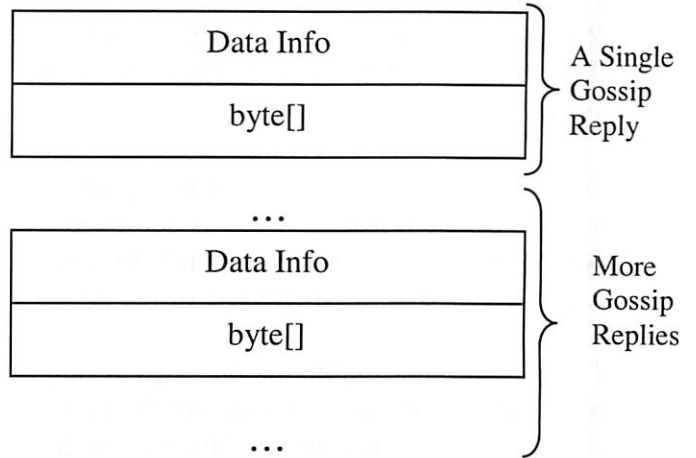 Data Info
byte[]
A Single
Gossip
Reply
...
Data Info
byte[]
More
Gossip
Replies
...